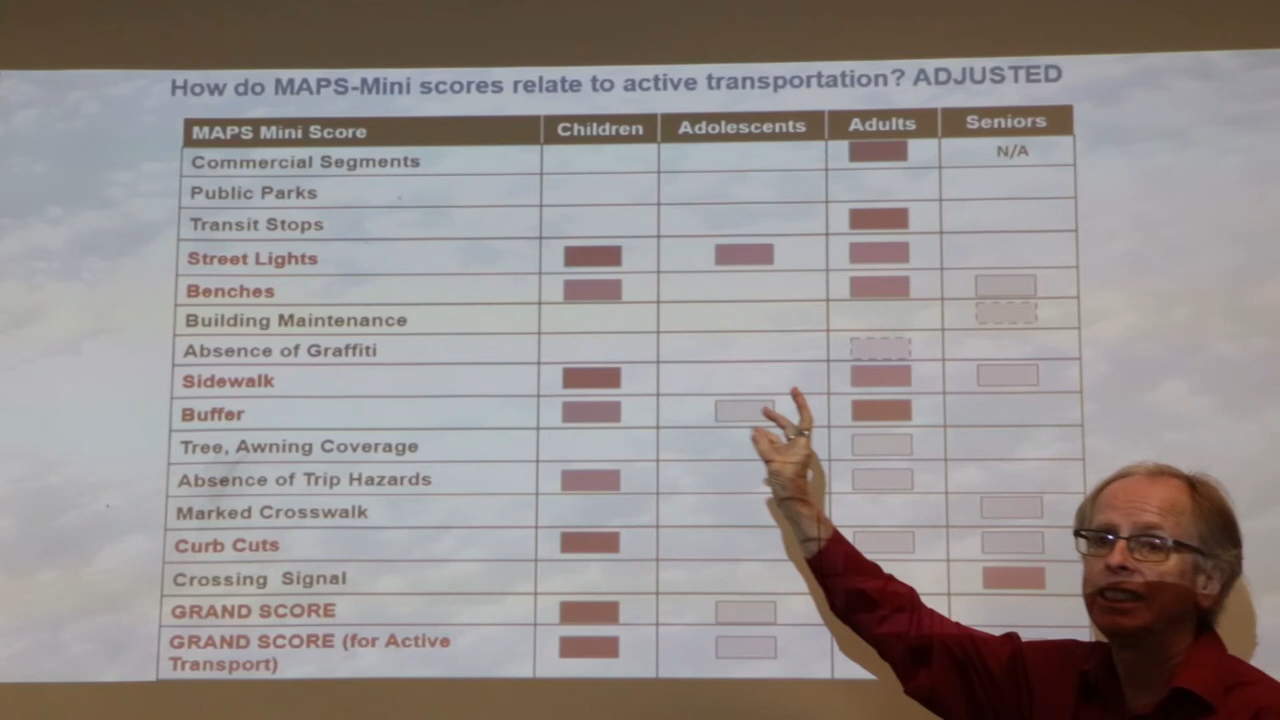 How do MAPS-Mini scores relate to active transportation? ADJUSTED
MAPS Mini Score Children Adolescents Adults Seniors
Commercial Segments N/A
Public Parks
Transit Stops
Street Lights
Benches
Building Maintenance
Absence of Graffiti
Sidewalk
Buffer
Tree, Awning Coverage
Absence of Trip Hazards
Marked Crosswalk
Curb Cuts
Crossing Signal
GRAND SCORE
GRAND SCORE (for Active
Transport)